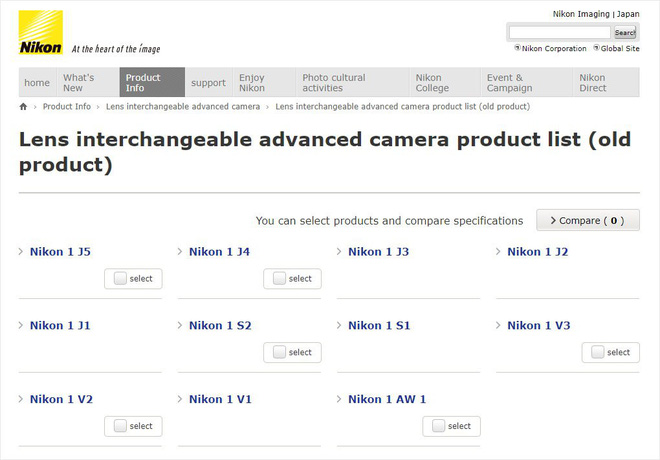 Nikon Imaging | Japan
Search
Nikon Corporation Global Site
Nikon
At the heart of the image
home What's New Product Info support Enjoy Nikon Photo cultural activities Nikon College Event & Campaign Nikon Direct
Product Info › Lens interchangeable advanced camera › Lens interchangeable advanced camera product list (old product)
Lens interchangeable advanced camera product list (old
product)
You can select products and compare specifications Compare ( 0 )
Nikon 1 J5 Nikon 1 J4 Nikon 1 J3 Nikon 1 J2
select select
Nikon 1 J1 Nikon 1 S2 Nikon 1 S1 Nikon 1 V3
select select
Nikon 1 V2 Nikon 1 V1 Nikon 1 AW 1
select select